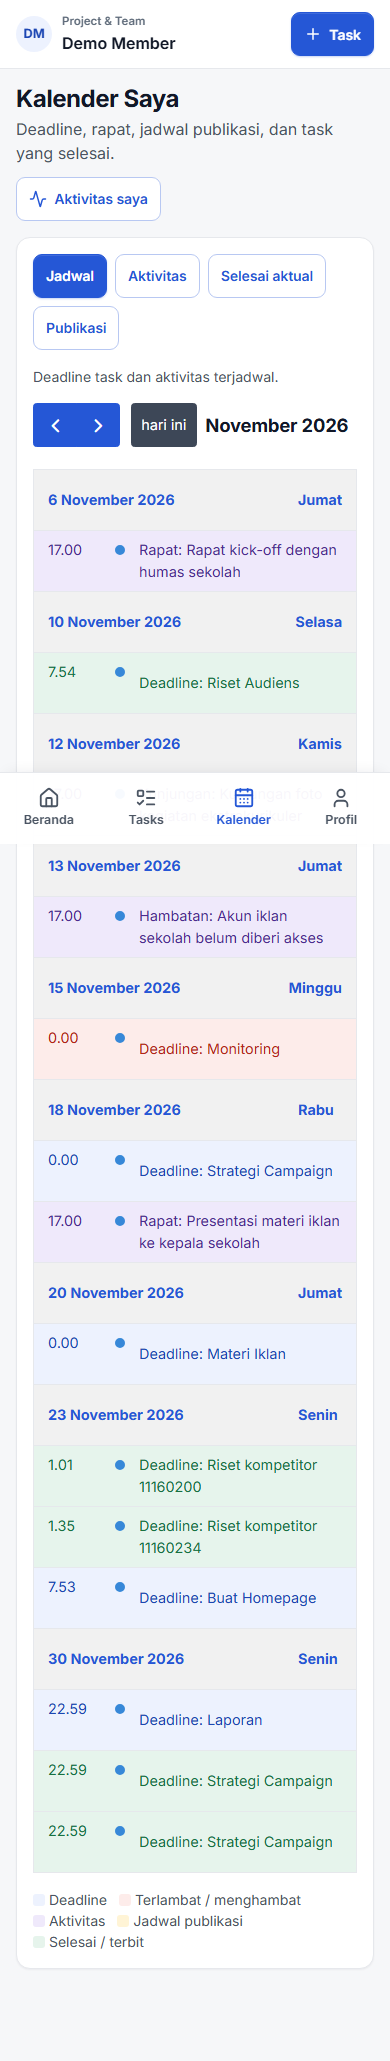 DM
Project & Team
Demo Member
Task
Kalender Saya
Deadline, rapat, jadwal publikasi, dan task
yang selesai.
Aktivitas saya
Jadwal
Aktivitas
Selesai aktual
Publikasi
Deadline task dan aktivitas terjadwal.
hari ini
November 2026
6 November 2026 Jumat
17.00 Rapat: Rapat kick-off dengan
humas sekolah
10 November 2026 Selasa
7.54 Deadline: Riset Audiens
12 November 2026 Kamis
Beranda
Tasks
Kalender
Profil
13 November 2026 Jumat
17.00 Hambatan: Akun iklan
sekolah belum diberi akses
15 November 2026 Minggu
0.00 Deadline: Monitoring
18 November 2026 Rabu
0.00 Deadline: Strategi Campaign
17.00 Rapat: Presentasi materi iklan
ke kepala sekolah
20 November 2026 Jumat
0.00 Deadline: Materi Iklan
23 November 2026 Senin
1.01 Deadline: Riset kompetitor
11160200
1.35 Deadline: Riset kompetitor
11160234
7.53 Deadline: Buat Homepage
30 November 2026 Senin
22.59 Deadline: Laporan
22.59 Deadline: Strategi Campaign
22.59 Deadline: Strategi Campaign
Deadline Terlambat / menghambat
Aktivitas Jadwal publikasi
Selesai / terbit